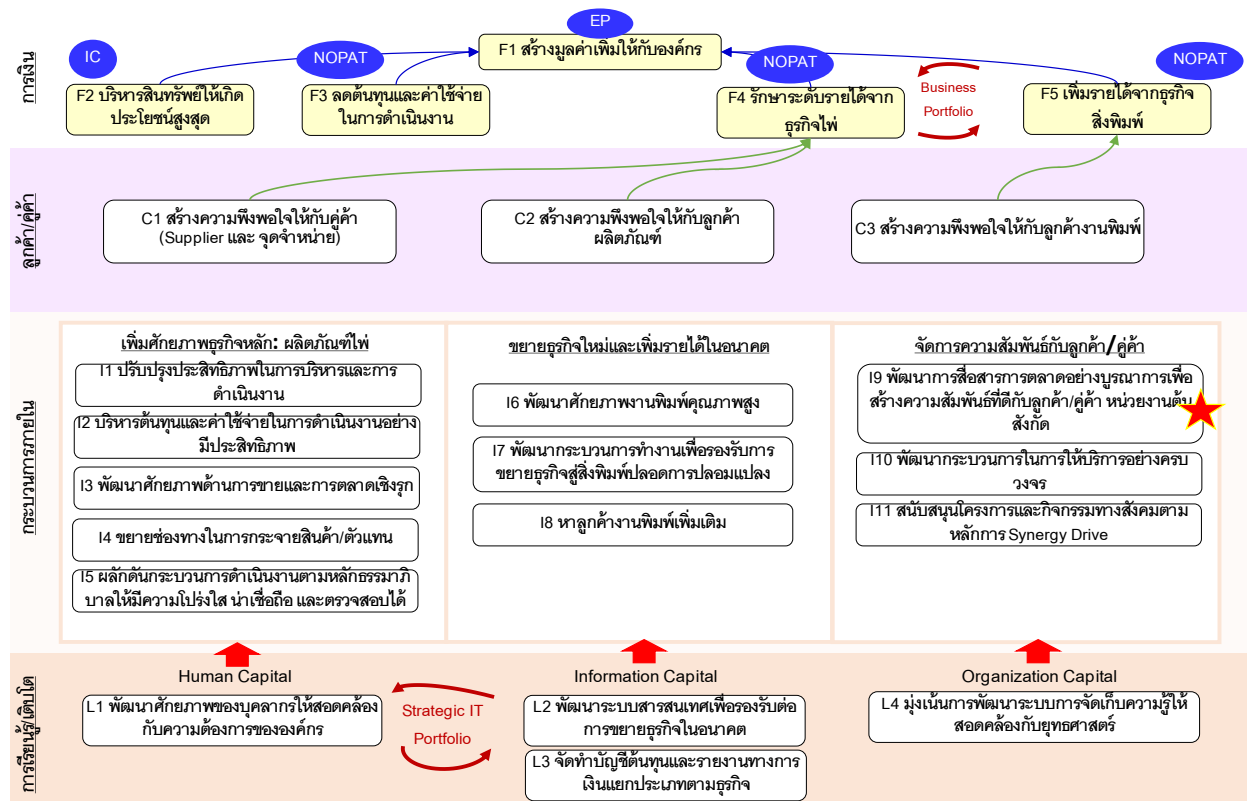 EP
F1 สร้างมูลค่าเพิ่มให้กับองค์กร
IC
NOPAT
NOPAT
NOPAT
การเงิน
F2 บริหารสินทรัพย์ให้เกิด
ประโยชน์สูงสุด
F3 ลดต้นทุนและค่าใช้จ่าย
ในการดำเนินงาน
F4 รักษาระดับรายได้จาก
ธุรกิจไพ่
Business
Portfolio
F5 เพิ่มรายได้จากธุรกิจ
สิ่งพิมพ์
ลูกค้า/คู่ค้า
C1 สร้างความพึงพอใจให้กับคู่ค้า
(Supplier และ จุดจำหน่าย)
C2 สร้างความพึงพอใจให้กับลูกค้า
ผลิตภัณฑ์
C3 สร้างความพึงพอใจให้กับลูกค้างานพิมพ์
กระบวนการภายใน
เพิ่มศักยภาพธุรกิจหลัก: ผลิตภัณฑ์ไพ่
I1 ปรับปรุงประสิทธิภาพในการบริหารและการ
ดำเนินงาน
I2 บริหารต้นทุนและค่าใช้จ่ายในการดำเนินงานอย่าง
มีประสิทธิภาพ
I3 พัฒนาศักยภาพด้านการขายและการตลาดเชิงรุก
I4 ขยายช่องทางในการกระจายสินค้า/ตัวแทน
I5 ผลักดันกระบวนการดำเนินงานตามหลักธรรมาภิ
บาลให้มีความโปร่งใส น่าเชื่อถือ และตรวจสอบได้
ขยายธุรกิจใหม่และเพิ่มรายได้ในอนาคต
I6 พัฒนาศักยภาพงานพิมพ์คุณภาพสูง
I7 พัฒนากระบวนการทำงานเพื่อรองรับการ
ขยายธุรกิจสู่สิ่งพิมพ์ปลอดการปลอมแปลง
I8 หาลูกค้างานพิมพ์เพิ่มเติม
จัดการความสัมพันธ์กับลูกค้า/คู่ค้า
I9 พัฒนาการสื่อสารการตลาดอย่างบูรณาการเพื่อ
สร้างความสัมพันธ์ที่ดีกับลูกค้า/คู่ค้า หน่วยงานต้น
สังกัด
I10 พัฒนากระบวนการในการให้บริการอย่างครบ
วงจร
I11 สนับสนุนโครงการและกิจกรรมทางสังคมตาม
หลักการ Synergy Drive
การเรียนรู้/เติบโต
Human Capital
L1 พัฒนาศักยภาพของบุคลากรให้สอดคล้อง
กับความต้องการขององค์กร
Strategic IT
Portfolio
Information Capital
L2 พัฒนาระบบสารสนเทศเพื่อรองรับต่อ
การขยายธุรกิจในอนาคต
L3 จัดทำบัญชีต้นทุนและรายงานทางการ
เงินแยกประเภทตามธุรกิจ
Organization Capital
L4 มุ่งเน้นการพัฒนาระบบการจัดเก็บความรู้ให้
สอดคล้องกับยุทธศาสตร์